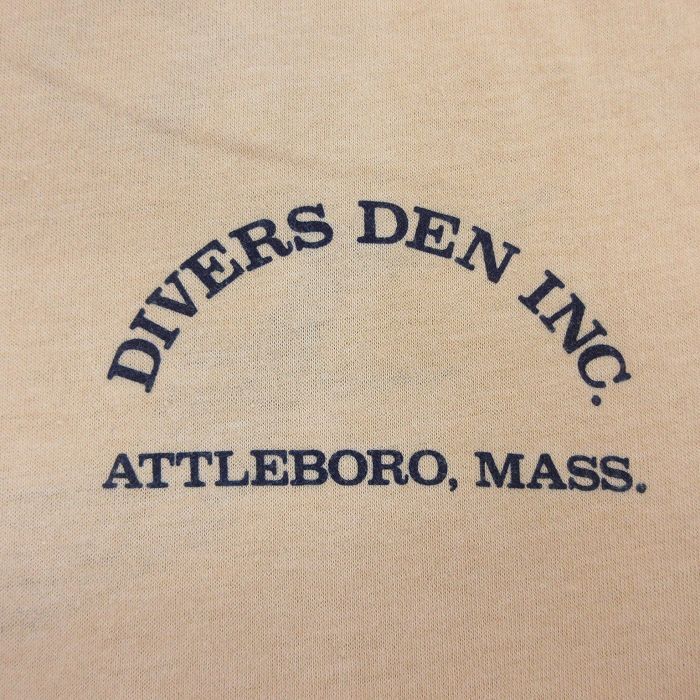 DIVERS DEN INC.
ATTLEBORO, MASS.